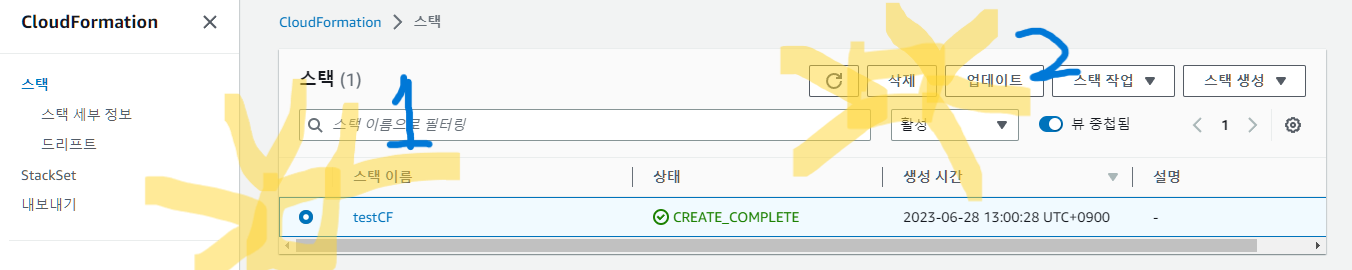 CloudFormation
CloudFormation > 스택
스택
스택 세부 정보
드리프트
StackSet
내보내기
스택 (1)
1
2
삭제
업데이트
스택 작업
스택 생성
스택 이름으로 필터링
활성
뷰 중첩됨
1
스택 이름
상태
생성 시간
설명
testCF
CREATE_COMPLETE
2023-06-28 13:00:28 UTC+0900
-